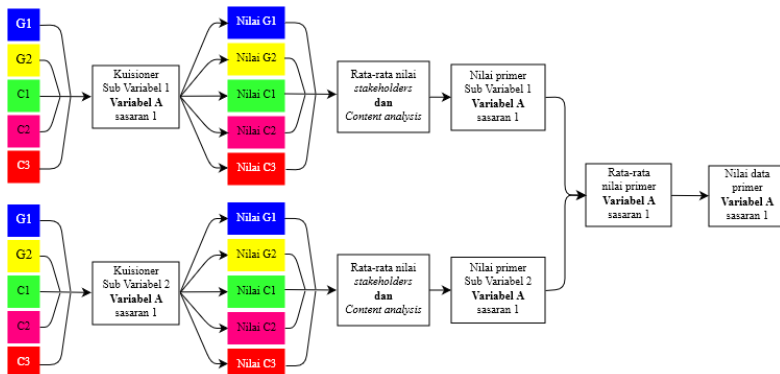 G1
G2
C1
C2
C3
Kuisioner
Sub Variabel 1
Variabel A
sasaran 1
Nilai G1
Nilai G2
Nilai C1
Nilai C2
Nilai C3
Rata-rata nilai
stakeholders
dan
Content analysis
Nilai primer
Sub Variabel 1
Variabel A
sasaran 1
G1
G2
C1
C2
C3
Kuisioner
Sub Variabel 2
Variabel A
sasaran 1
Nilai G1
Nilai G2
Nilai C1
Nilai C2
Nilai C3
Rata-rata nilai
stakeholders
dan
Content analysis
Nilai primer
Sub Variabel 2
Variabel A
sasaran 1
Rata-rata
nilai primer
Variabel A
sasaran 1
Nilai data
primer
Variabel A
sasaran 1